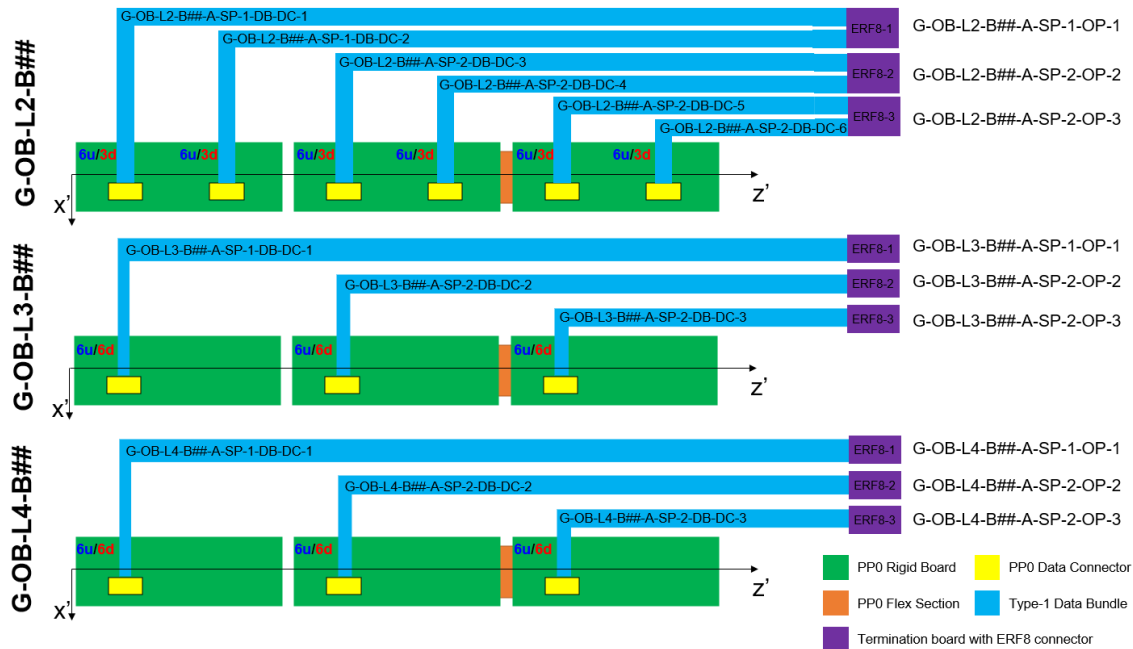 G-OB-L2-B##
G-OB-L2-B##-A-SP-1-DB-DC-1
ERF8-1
G-OB-L2-B##-A-SP-1-OP-1
G-OB-L2-B##-A-SP-1-DB-DC-2
G-OB-L2-B##-A-SP-2-DB-DC-3
ERF8-2
G-OB-L2-B##-A-SP-2-OP-2
G-OB-L2-B##-A-SP-2-DB-DC-4
G-OB-L2-B##-A-SP-2-DB-DC-5
ERF8-3
G-OB-L2-B##-A-SP-2-OP-3
G-OB-L2-B##-A-SP-2-DB-DC-6
6u/3d
6u/3d
6u/3d
6u/3d
6u/3d
6u/3d
x’
z’
G-OB-L3-B##
G-OB-L3-B##-A-SP-1-DB-DC-1
ERF8-1
G-OB-L3-B##-A-SP-1-OP-1
G-OB-L3-B##-A-SP-2-DB-DC-2
ERF8-2
G-OB-L3-B##-A-SP-2-OP-2
G-OB-L3-B##-A-SP-2-DB-DC-3
ERF8-3
G-OB-L3-B##-A-SP-2-OP-3
6u/6d
6u/6d
6u/6d
x’
z’
G-OB-L4-B##
G-OB-L4-B##-A-SP-1-DB-DC-1
ERF8-1
G-OB-L4-B##-A-SP-1-OP-1
G-OB-L4-B##-A-SP-2-DB-DC-2
ERF8-2
G-OB-L4-B##-A-SP-2-OP-2
G-OB-L4-B##-A-SP-2-DB-DC-3
ERF8-3
G-OB-L4-B##-A-SP-2-OP-3
6u/6d
6u/6d
6u/6d
x’
z’
PP0 Rigid Board
PP0 Data Connector
PP0 Flex Section
Type-1 Data Bundle
Termination board with ERF8 connector